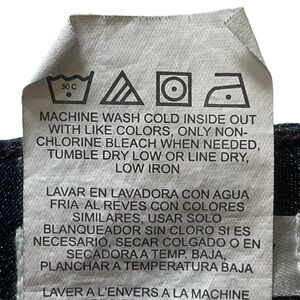 30 C
MACHINE WASH COLD INSIDE OUT
WITH LIKE COLORS, ONLY NON-
CHLORINE BLEACH WHEN NEEDED,
TUMBLE DRY LOW OR LINE DRY,
LOW IRON
LAVAR EN LAVADORA CON AGUA
FRIA AL REVES CON COLORES
SIMILARES, USAR SOLO
BLANQUEADOR SIN CLORO SI ES
NECESARIO, SECAR COLGADO O EN
SECADORA A TEMP. BAJA,
PLANCHAR A TEMPERATURA BAJA
LAVER A L'ENVERS A LA MACHINE